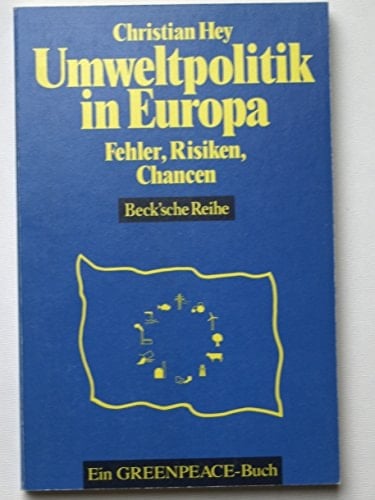 Christian Hey
Umweltpolitik
in Europa
Fehler, Risiken,
Chancen
Beck'sche Reihe
Ein GREENPEACE-Buch